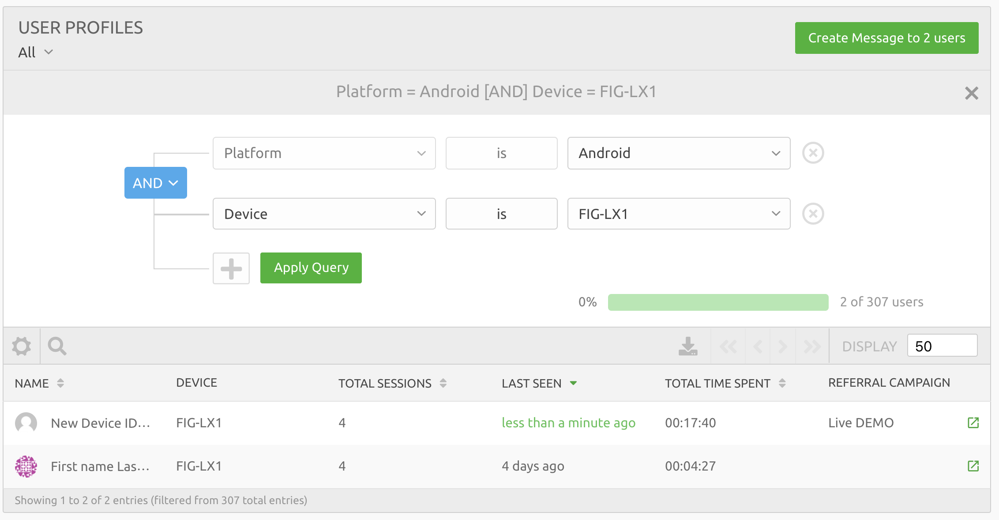 USER PROFILES
Create Message to 2 users
All
Platform = Android [AND] Device = FIG-LX1
Platform is Android
AND
Device is FIG-LX1
Apply Query
0% 2 of 307 users
DISPLAY 50
NAME DEVICE TOTAL SESSIONS LAST SEEN TOTAL TIME SPENT REFERRAL CAMPAIGN
New Device ID... FIG-LX1 4 less than a minute ago 00:17:40 Live DEMO
First name Las... FIG-LX1 4 4 days ago 00:04:27
Showing 1 to 2 of 2 entries (filtered from 307 total entries)